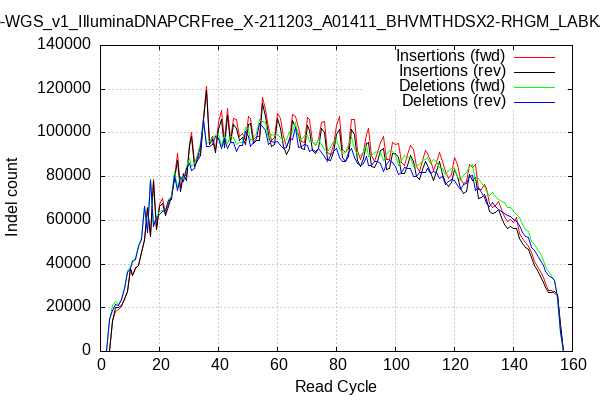 -WGS_v1_IlluminaDNAPCRFree_X-211203_A01411_BHVMTHDSX2-RHGM_LABK
Insertions (fwd)
Insertions (rev)
Deletions (fwd)
Deletions (rev)
Indel count
140000
120000
100000
80000
60000
40000
20000
0
0 20 40 60 80 100 120 140 160
Read Cycle